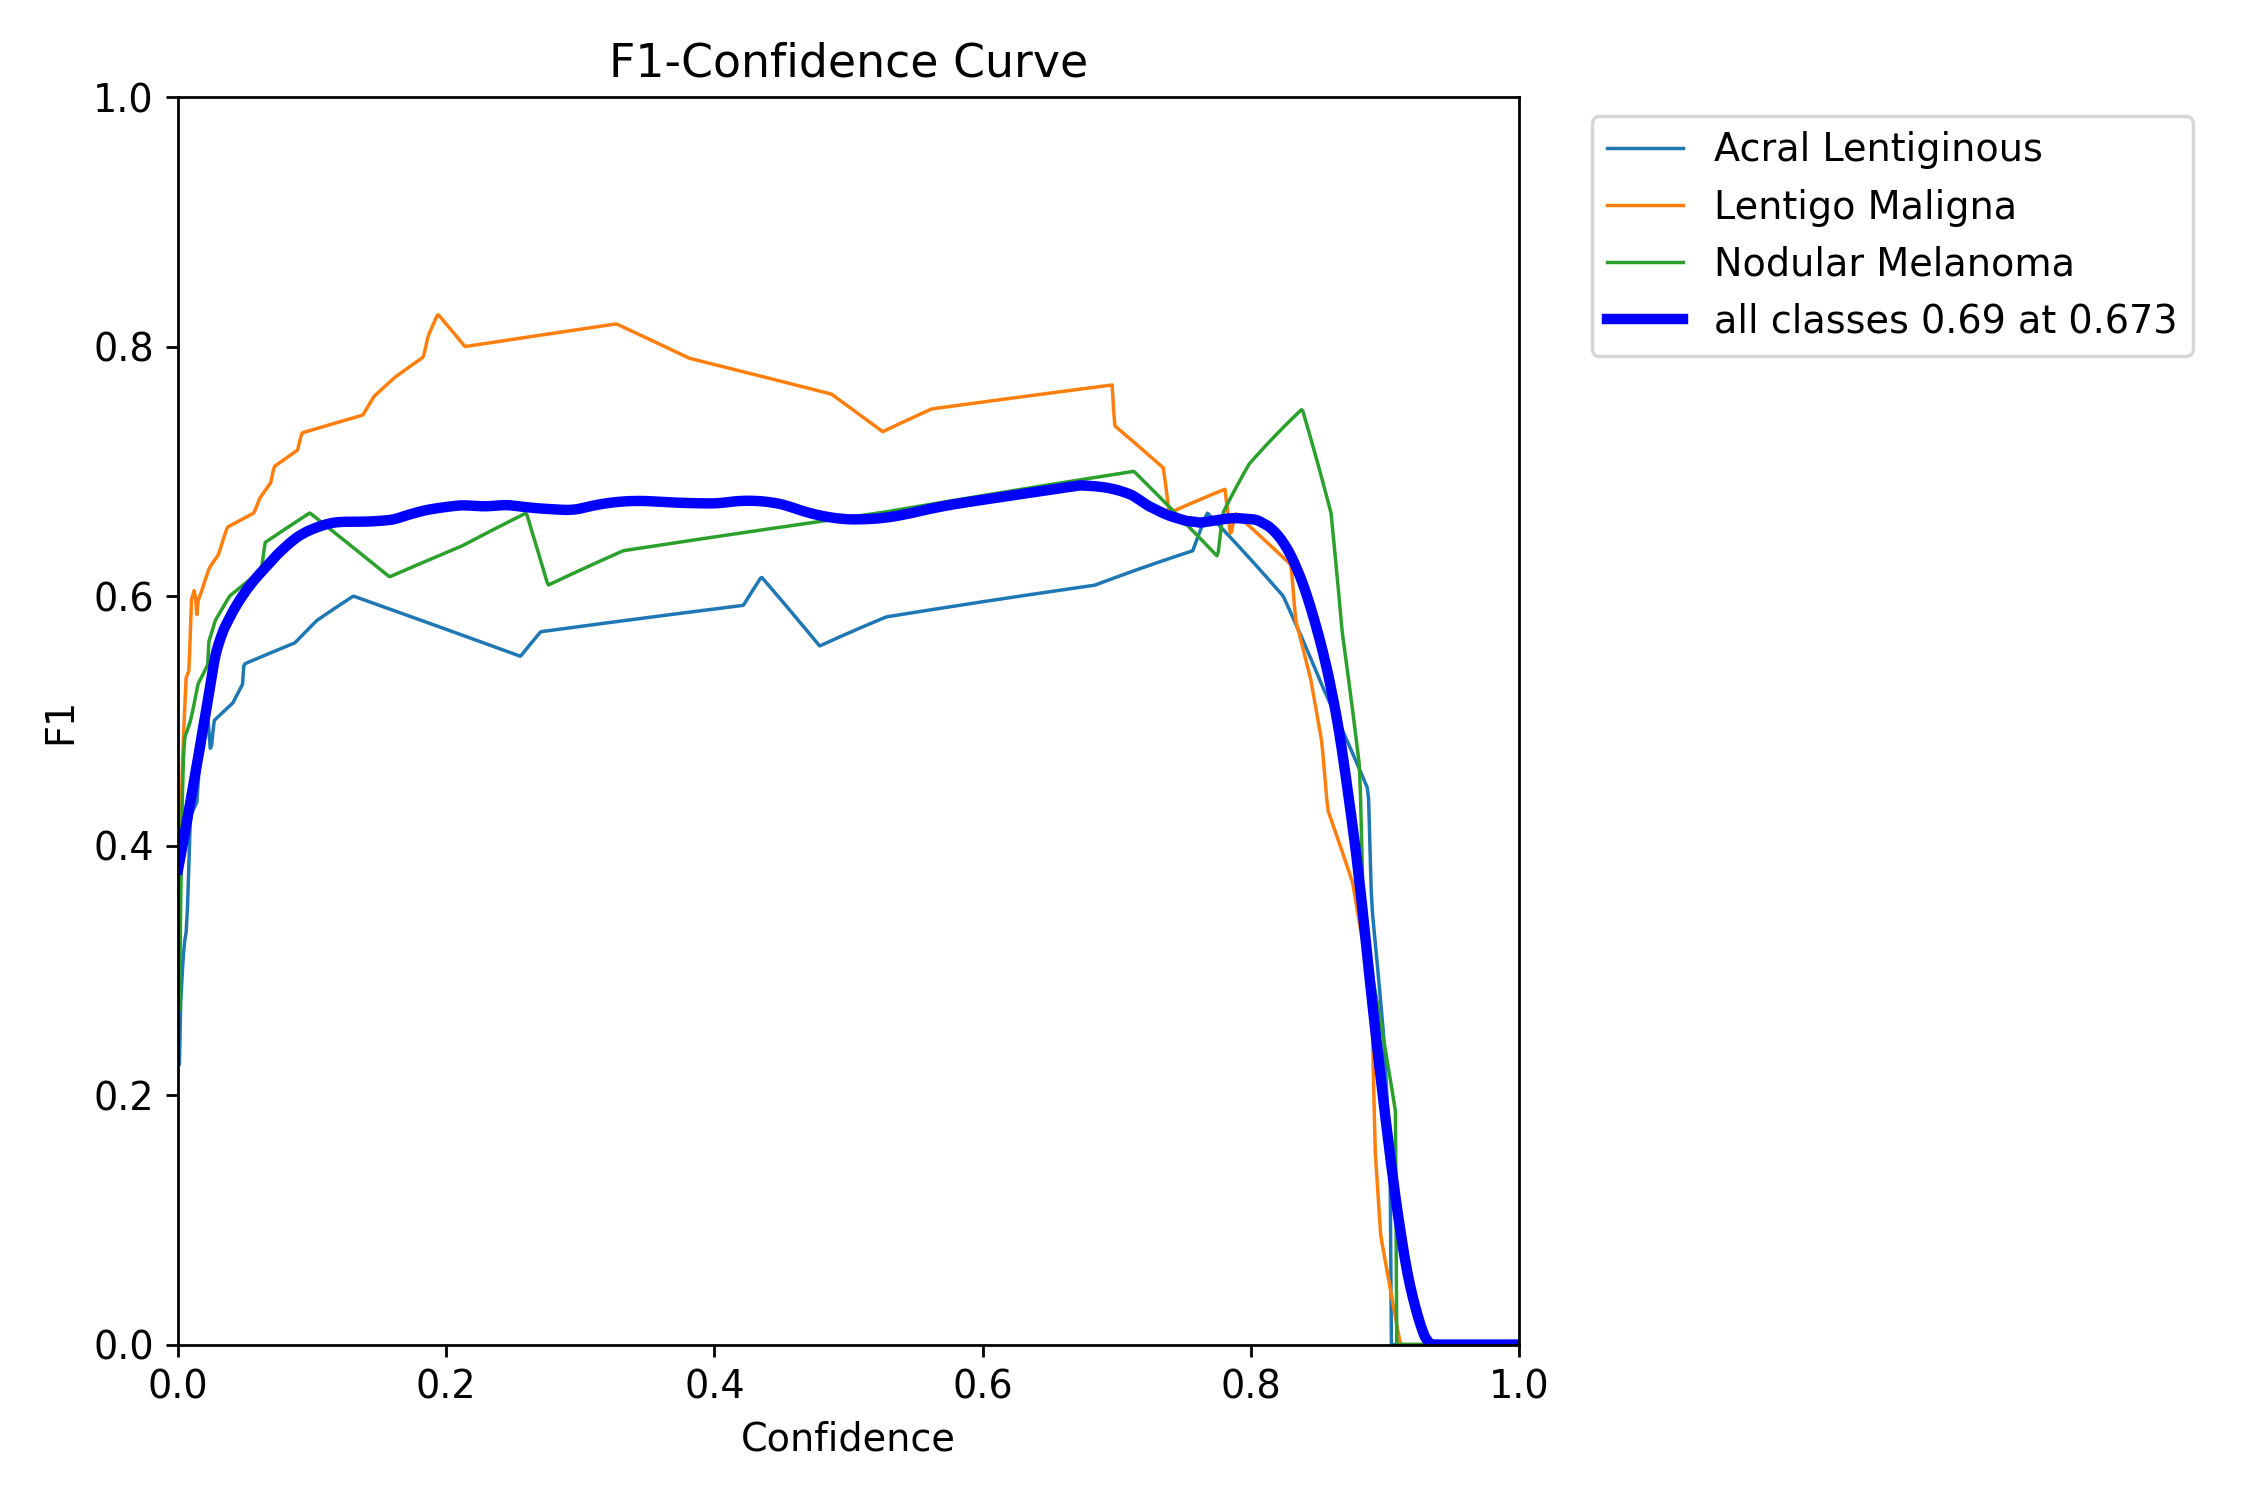 F1-Confidence Curve
1.0
0.8
0.6
0.4
0.2
0.0
F1
0.0 0.2 0.4 0.6 0.8 1.0
Confidence
Acral Lentiginous
Lentigo Maligna
Nodular Melanoma
all classes 0.69 at 0.673